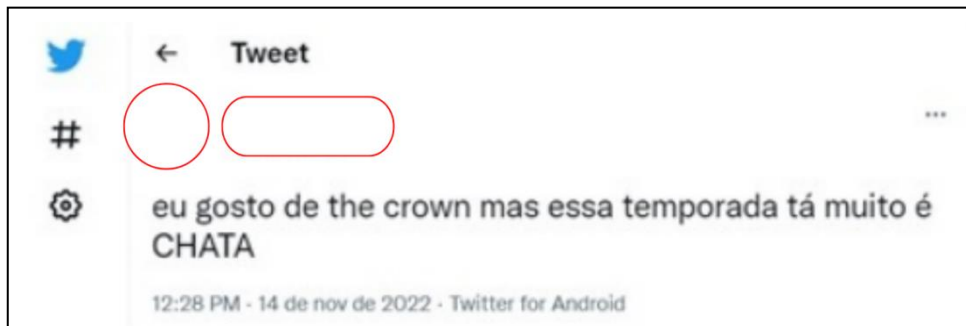 ← Tweet
#
...
eu gosto de the crown mas essa temporada tá muito é
CHATA
12:28 PM - 14 de nov de 2022 · Twitter for Android